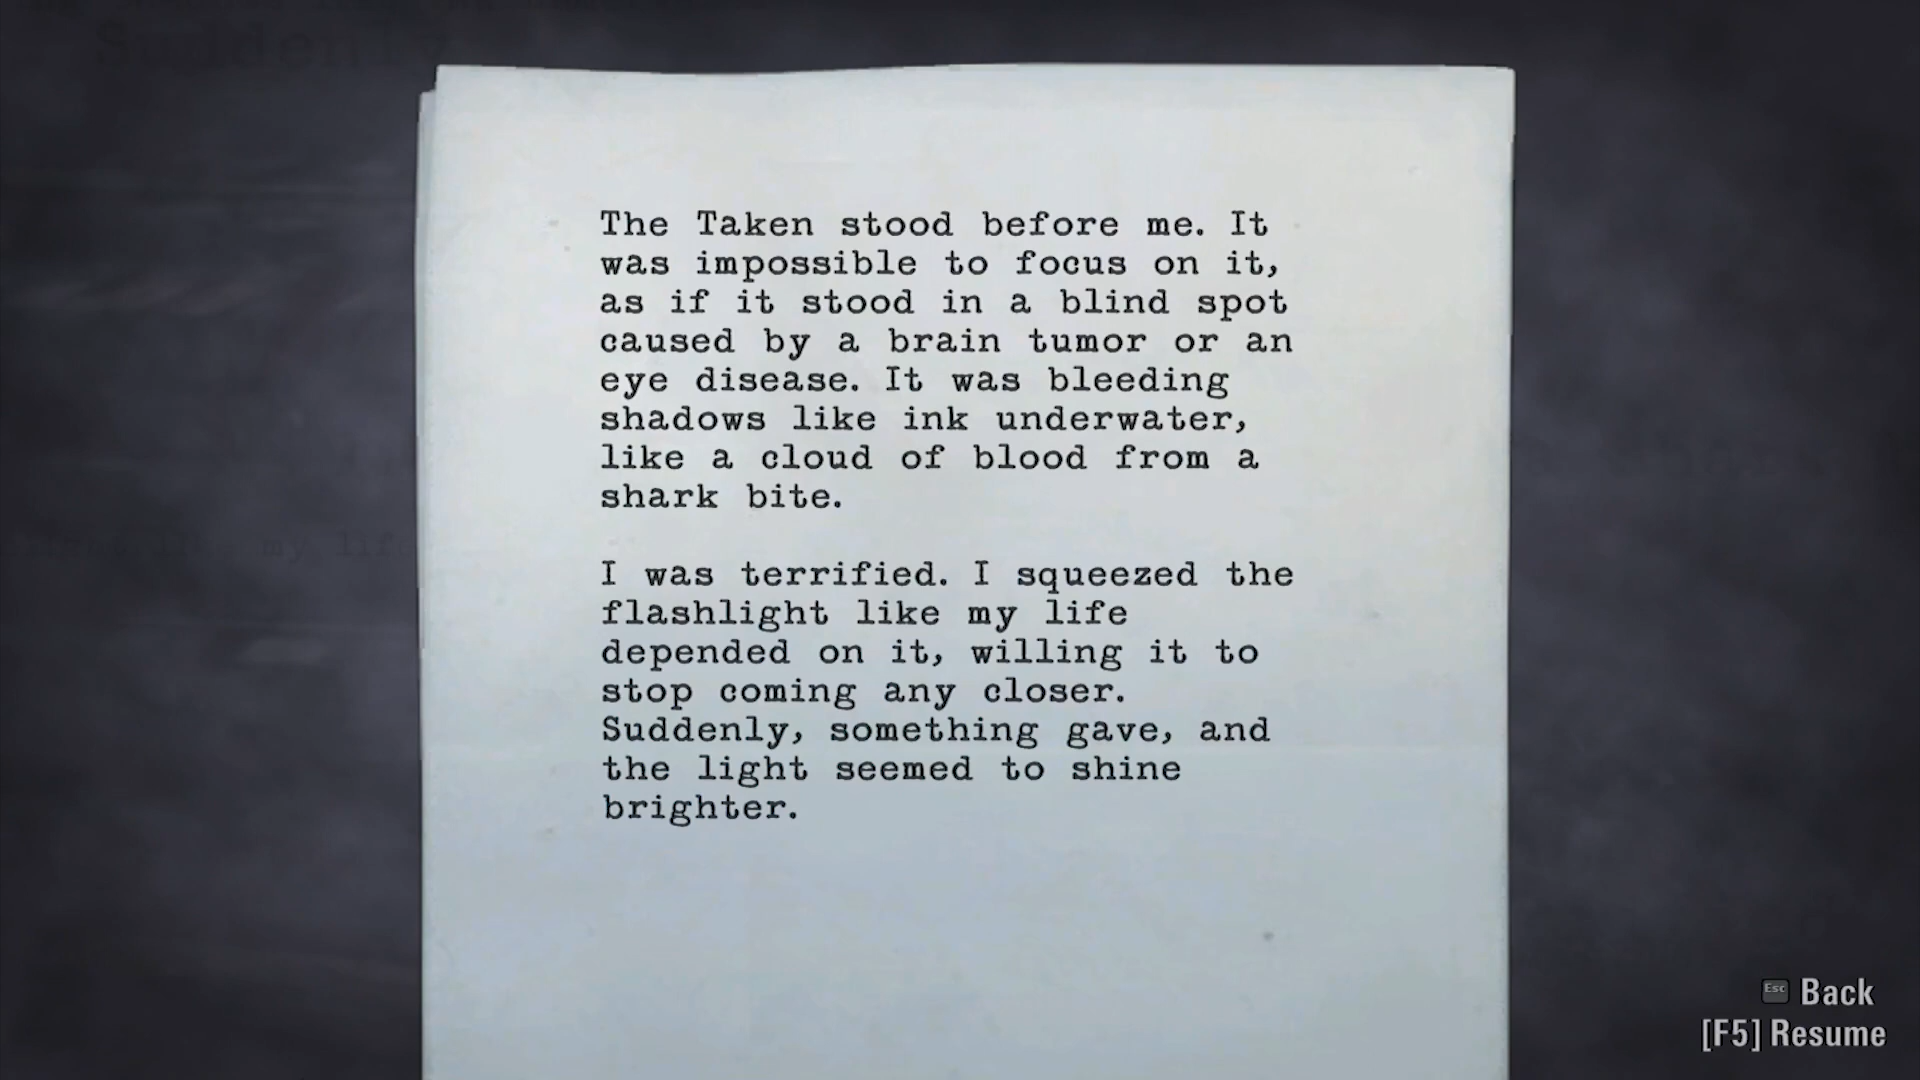 Suddenly
The Taken stood before me. It
was impossible to focus on it,
as if it stood in a blind spot
caused by a brain tumor or an
eye disease. It was bleeding
shadows like ink underwater,
like a cloud of blood from a
shark bite.
I was terrified. I squeezed the
flashlight like my life
depended on it, willing it to
stop coming any closer.
Suddenly, something gave, and
the light seemed to shine
brighter.
Esc Back
[F5] Resume